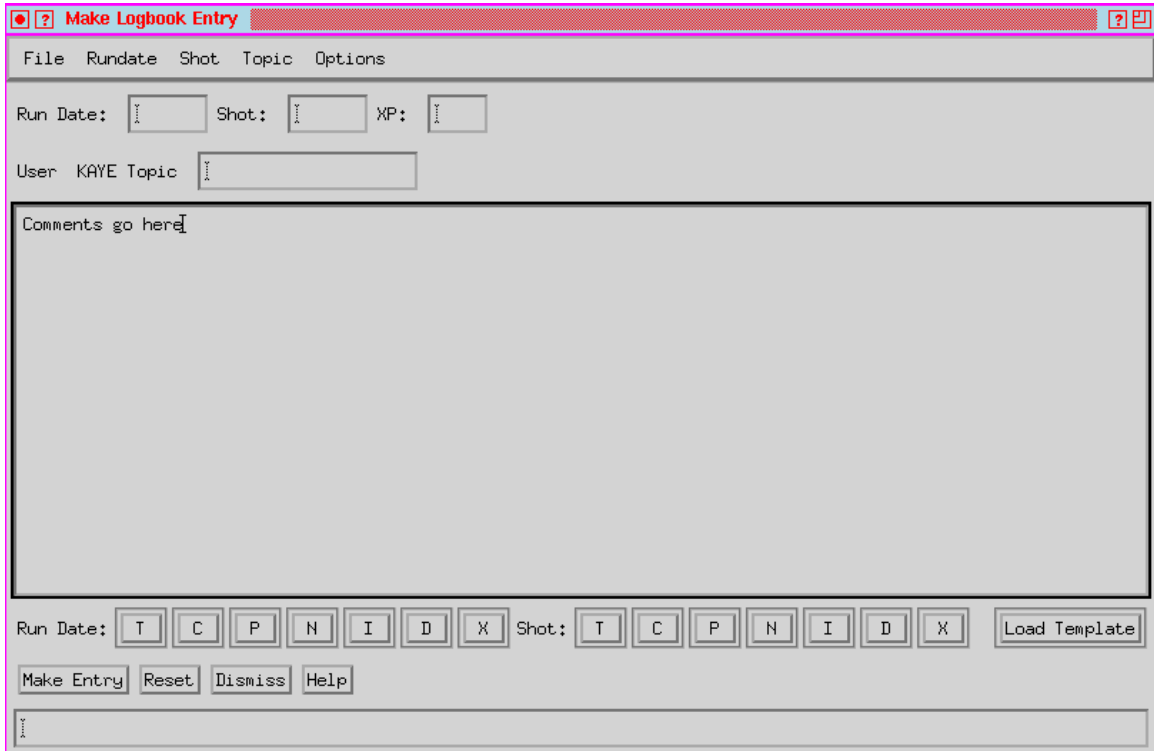 ? Make Logbook Entry ?
File Rundate Shot Topic Options
Run Date: Shot: XP:
User KAYE Topic
Comments go here
Run Date: T C P N I D X Shot: T C P N I D X Load Template
Make Entry Reset Dismiss Help